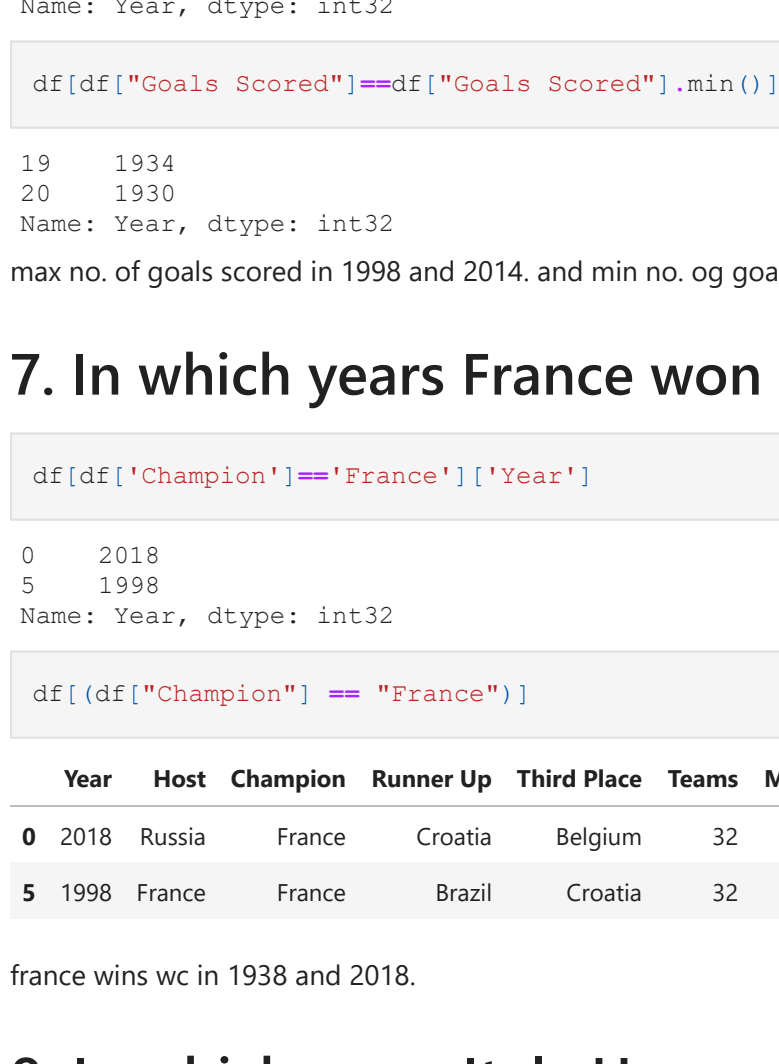 Name: Year, dtype: int32
df[df["Goals Scored"]==df["Goals Scored"].min()]
19 1934
20 1930
Name: Year, dtype: int32
max no. of goals scored in 1998 and 2014. and min no. og goa
7. In which years France won
df[df['Champion']=='France']['Year']
0 2018
5 1998
Name: Year, dtype: int32
df[(df["Champion"] == "France")]
Year Host Champion Runner Up Third Place Teams M
0 2018 Russia France Croatia Belgium 32
5 1998 France France Brazil Croatia 32
france wins wc in 1938 and 2018.